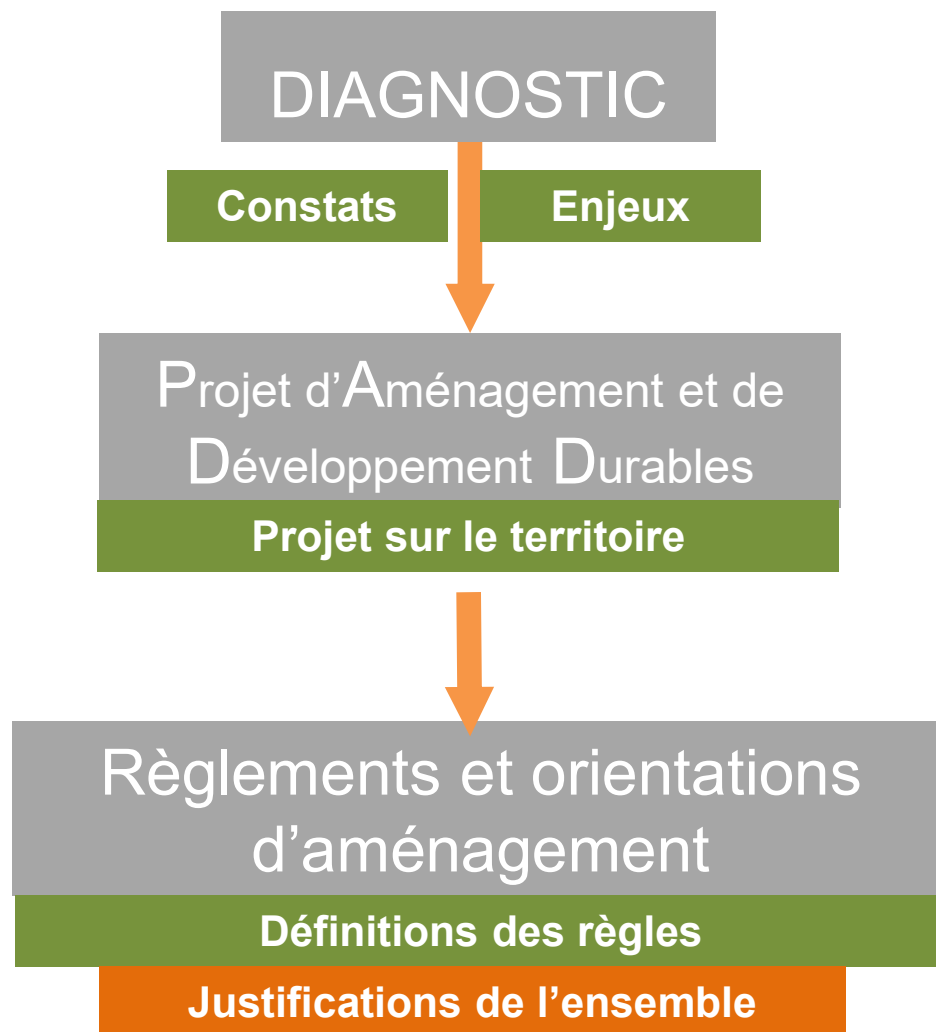 DIAGNOSTIC
Constats
Enjeux
Projet d’Aménagement et de
Développement Durables
Projet sur le territoire
Règlements et orientations
d’aménagement
Définitions des règles
Justifications de l’ensemble